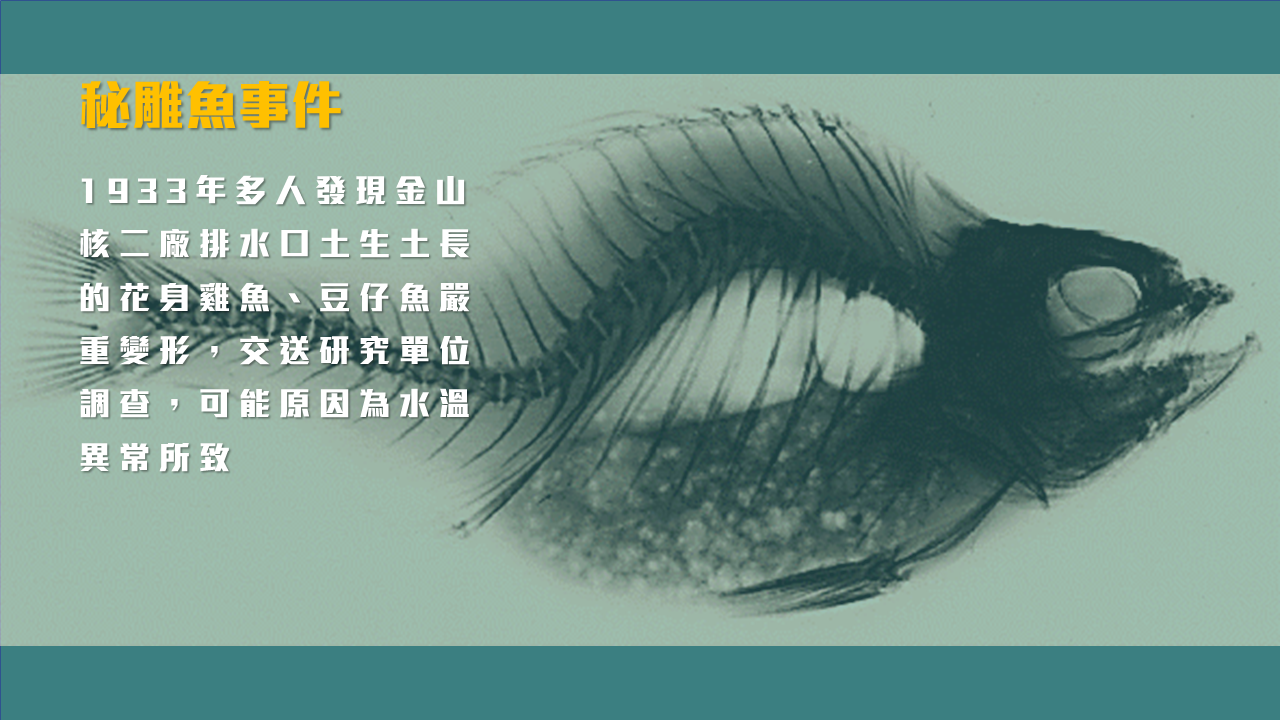 秘雕魚事件
1933年多人發現金山
核二廠排水口土生土長
的花身雞魚、豆仔魚嚴
重變形，交送研究單位
調查，可能原因為水溫
異常所致